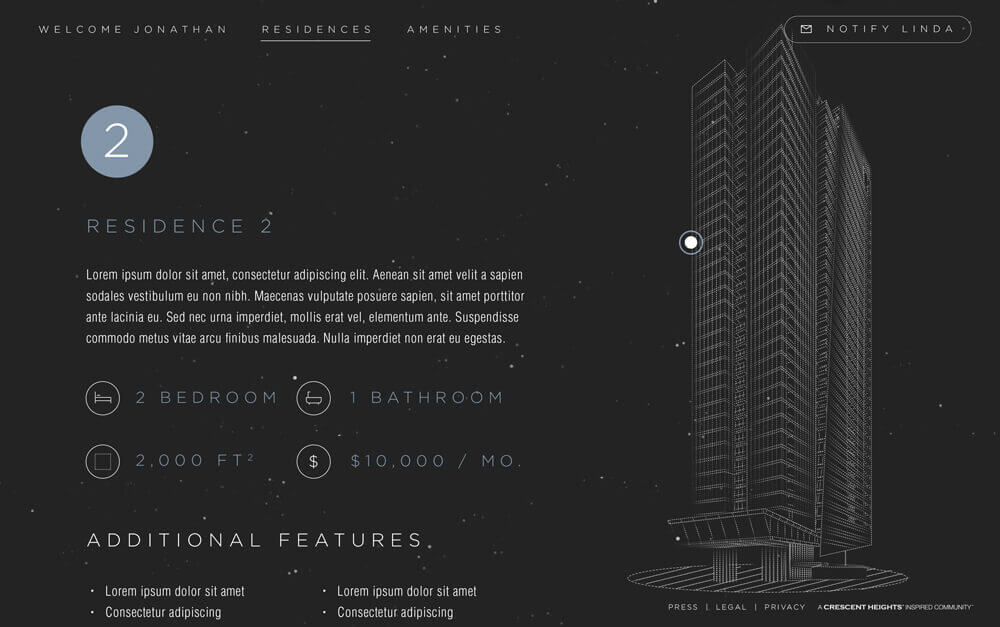 WELCOME JONATHAN
RESIDENCES
AMENITIES
NOTIFY LINDA
2
RESIDENCE 2
Lorem ipsum dolor sit amet, consectetur adipiscing elit. Aenean sit amet velit a sapien
sodales vestibulum eu non nibh. Maecenas vulputate posuere sapien, sit amet porttitor
ante lacinia eu. Sed nec urna imperdiet, mollis erat vel, elementum ante. Suspendisse
commodo metus vitae arcu finibus malesuada. Nulla imperdiet non erat eu egestas.
2 BEDROOM
1 BATHROOM
2,000 FT²
$ $10,000 / MO.
ADDITIONAL FEATURES
• Lorem ipsum dolor sit amet
• Consectetur adipiscing
• Lorem ipsum dolor sit amet
• Consectetur adipiscing
PRESS | LEGAL | PRIVACY
A CRESCENT HEIGHTS® INSPIRED COMMUNITY™